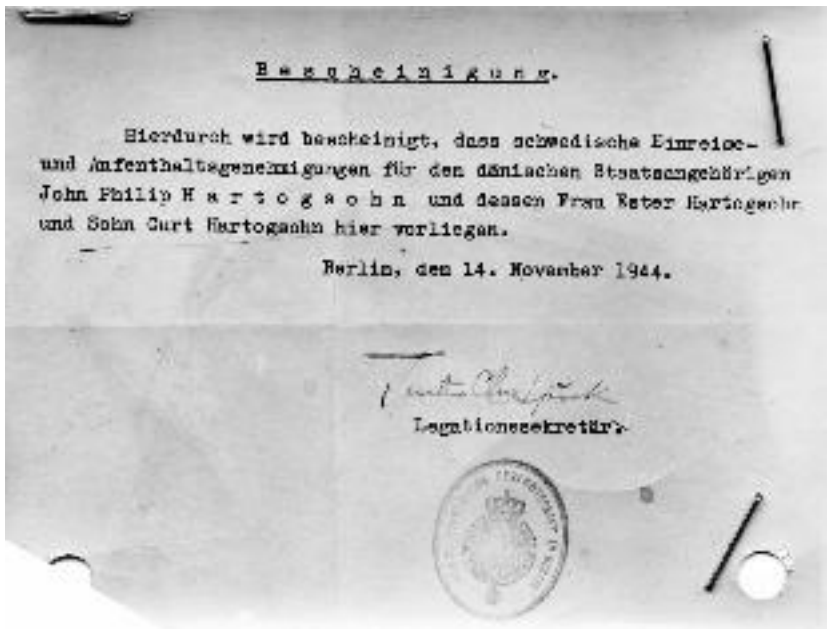 B e s c h e i n i g u n g.
Hierdurch wird bescheinigt, dass schwedische Einreise-
und Aufenthaltsgenehmigungen für den dänischen Staatsangehörigen
John Philip H a r t o g s o h n und dessen Frau Ester Hartogsohn
und Sohn Curt Hartogsohn hier vorliegen.
Berlin, den 14. November 1944.
Legationssekretär.